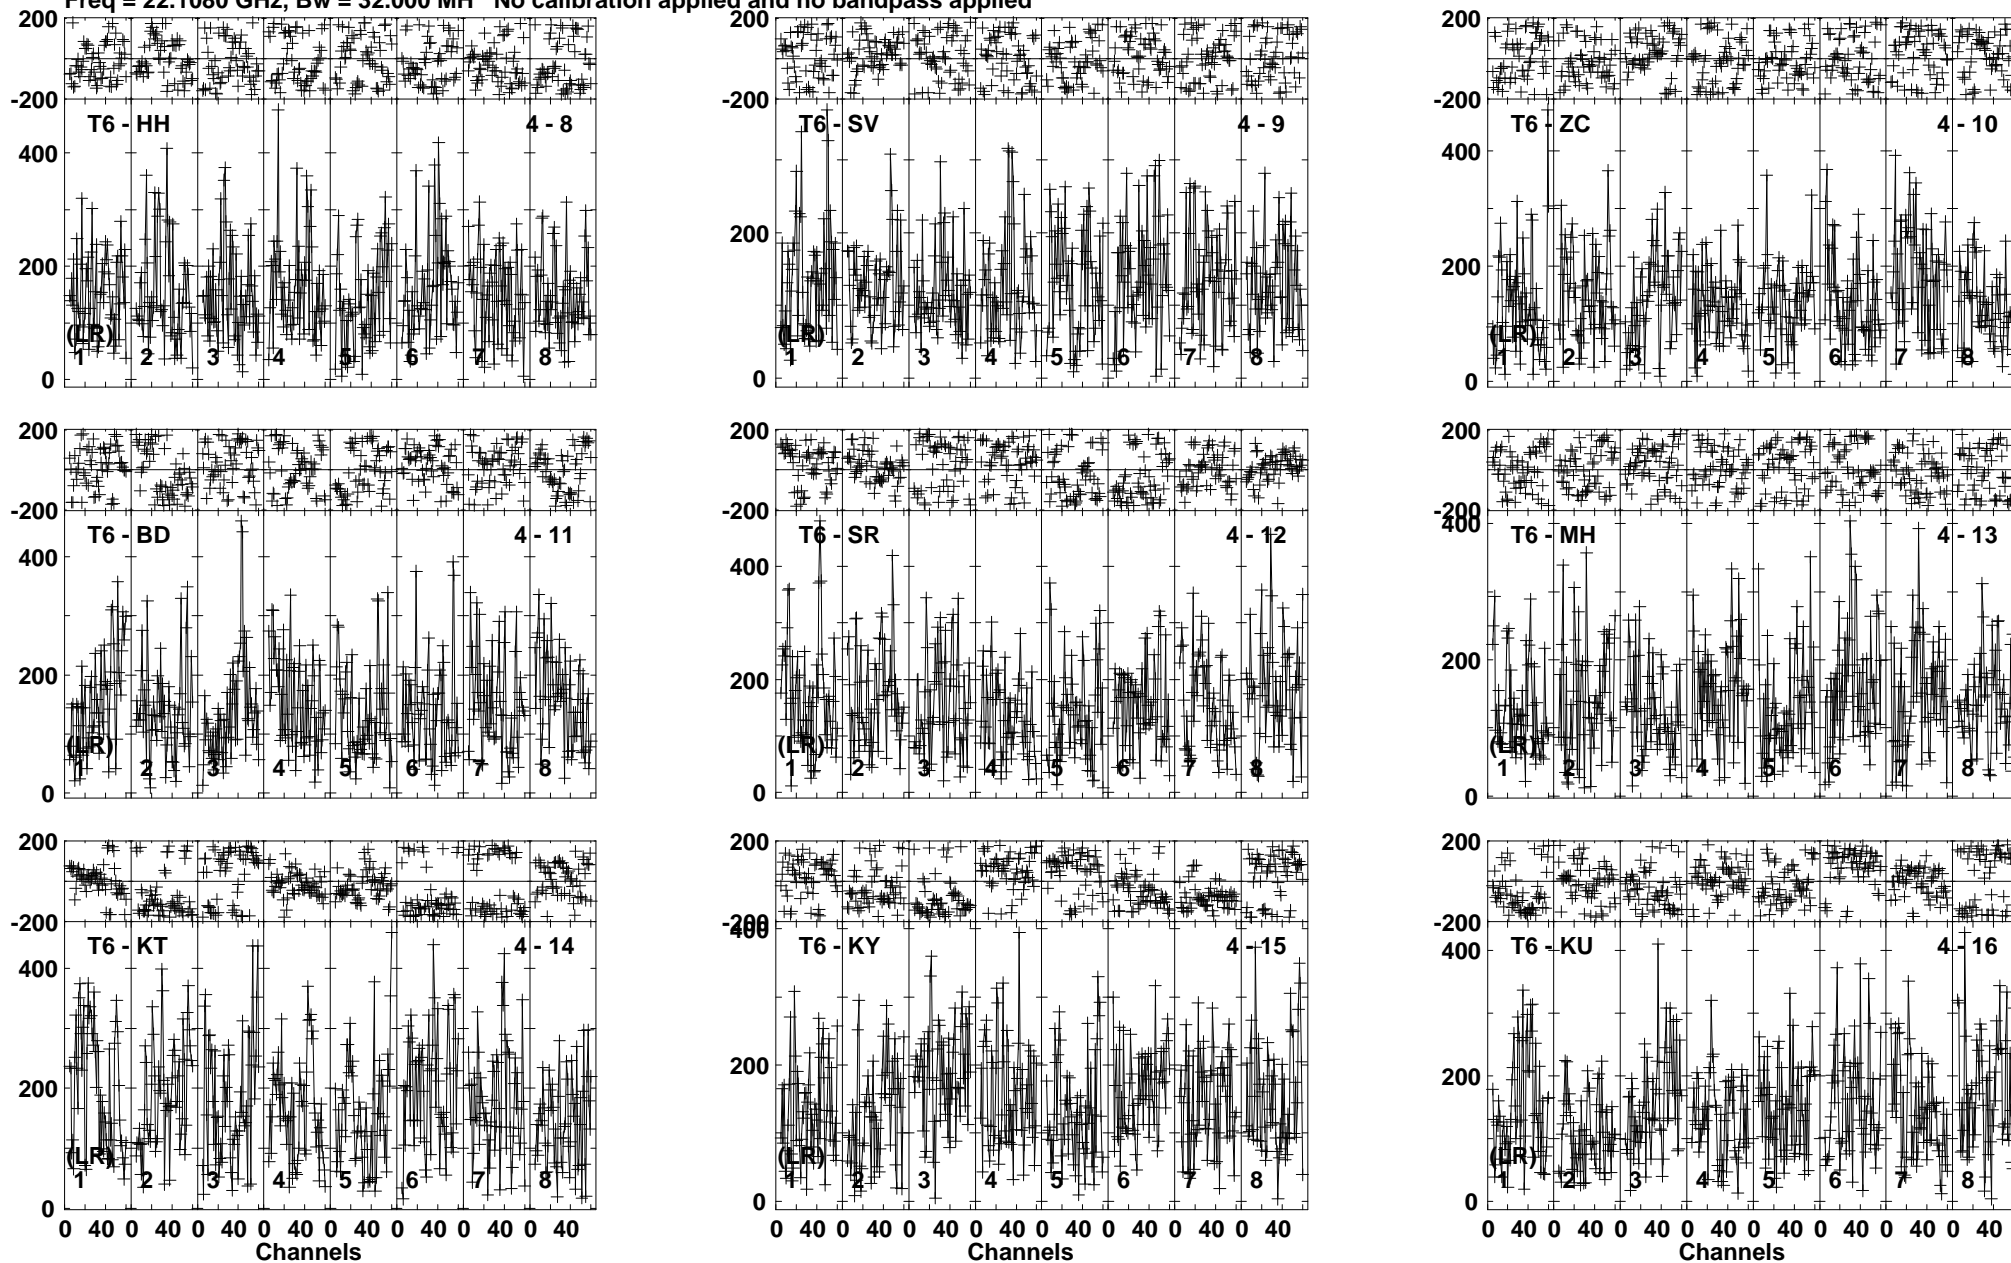 Freq = 22.1080 GHz, Bw = 32.000 MH No calibration applied and no bandpass applied
200 200 200
-200 -200 -200
T6 - HH 4 - 8 T6 - SV 4 - 9 T6 - ZC 4 - 10
400 400
200 200 200
(LR) (LR) (LR)
1 2 3 4 5 6 7 8 1 2 3 4 5 6 7 8 1 2 3 4 5 6 7 8
0 0 0
200 200 200
-200 -200 -200
T6 - BD 4 - 11 T6 - SR 4 - 12 T6 - MH 4 - 13
400 400 400
200 200 200
(LR) (LR) (LR)
1 2 3 4 5 6 7 8 1 2 3 4 5 6 7 8 1 2 3 4 5 6 7 8
0 0 0
200 200 200
-200 -200 -200
T6 - KT 4 - 14 T6 - KY 4 - 15 T6 - KU 4 - 16
400 400 400
200 200 200
(LR) (LR) (LR)
1 2 3 4 5 6 7 8 1 2 3 4 5 6 7 8 1 2 3 4 5 6 7 8
0 0 0
0 40 0 40 0 40 0 40 0 40 0 40 0 40 0 40 0 40 0 40 0 40 0 40 0 40 0 40 0 40 0 40 0 40 0 40 0 40 0 40 0 40 0 40 0 40 0 40
Channels Channels